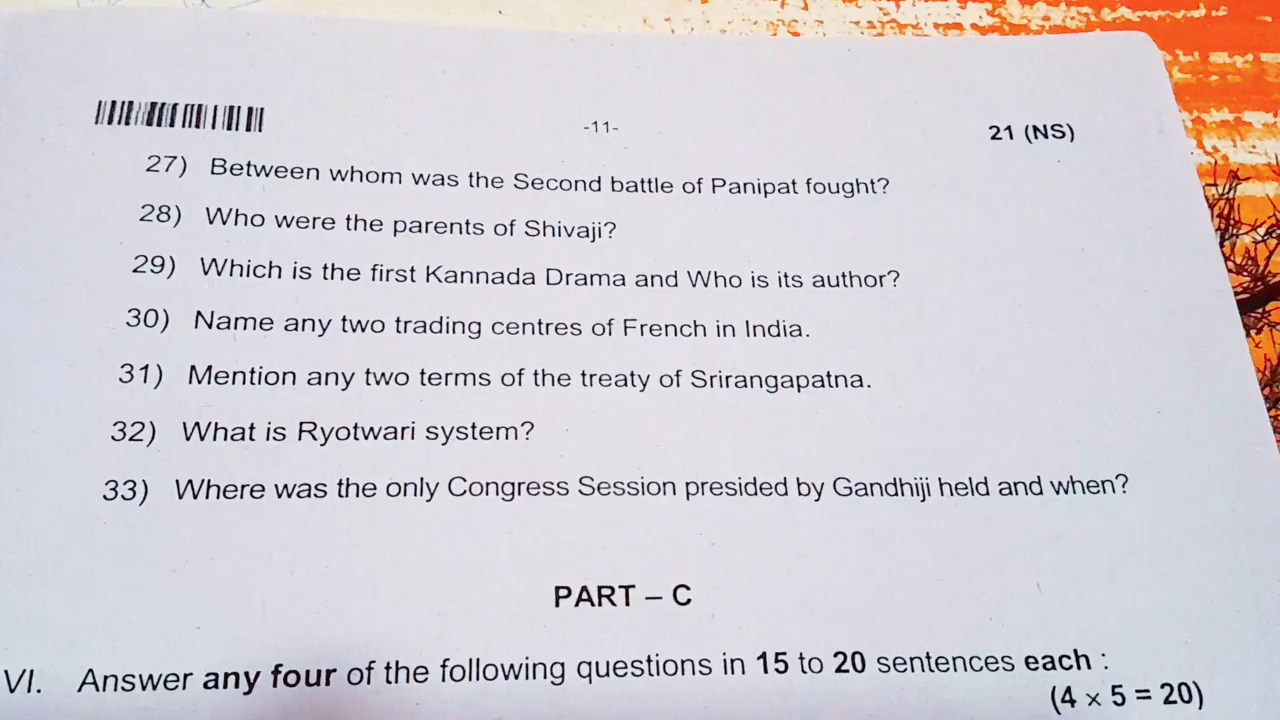 -11-
21 (NS)
27) Between whom was the Second battle of Panipat fought?
28) Who were the parents of Shivaji?
29) Which is the first Kannada Drama and Who is its author?
30) Name any two trading centres of French in India.
31) Mention any two terms of the treaty of Srirangapatna.
32) What is Ryotwari system?
33) Where was the only Congress Session presided by Gandhiji held and when?
PART – C
VI. Answer any four of the following questions in 15 to 20 sentences each :
(4 × 5 = 20)